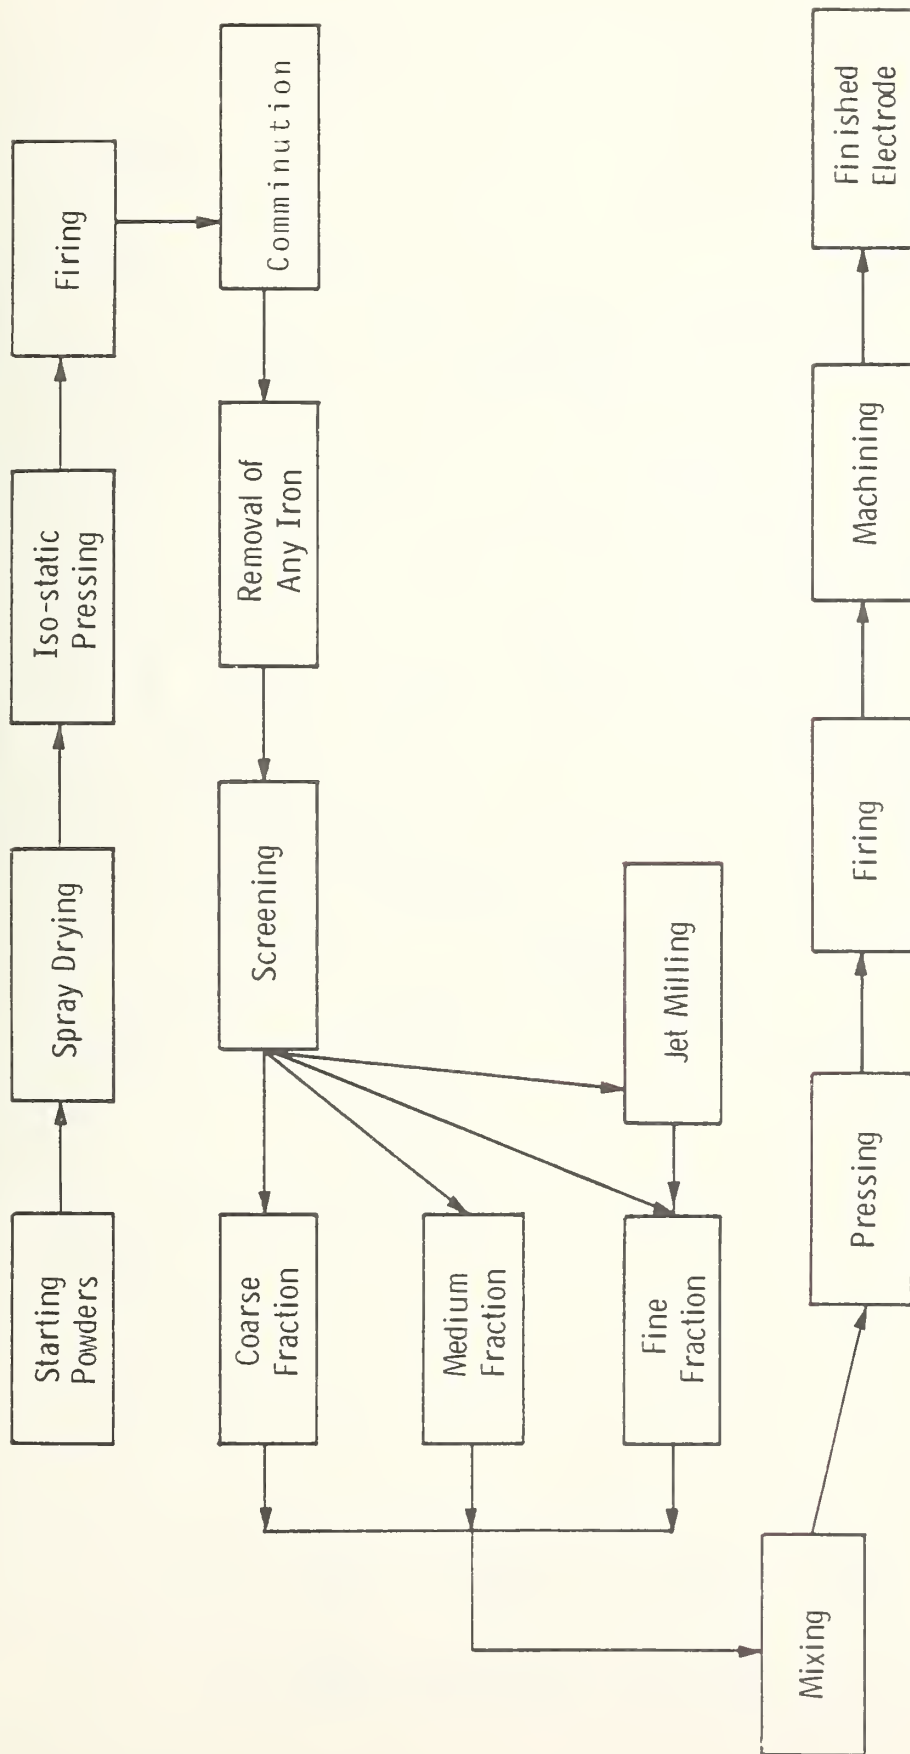 Starting
Powders
Spray Drying
Iso-static
Pressing
Firing
Comminution
Removal of
Any Iron
Screening
Coarse
Fraction
Medium
Fraction
Fine
Fraction
Jet Milling
Mixing
Pressing
Firing
Machining
Finished
Electrode